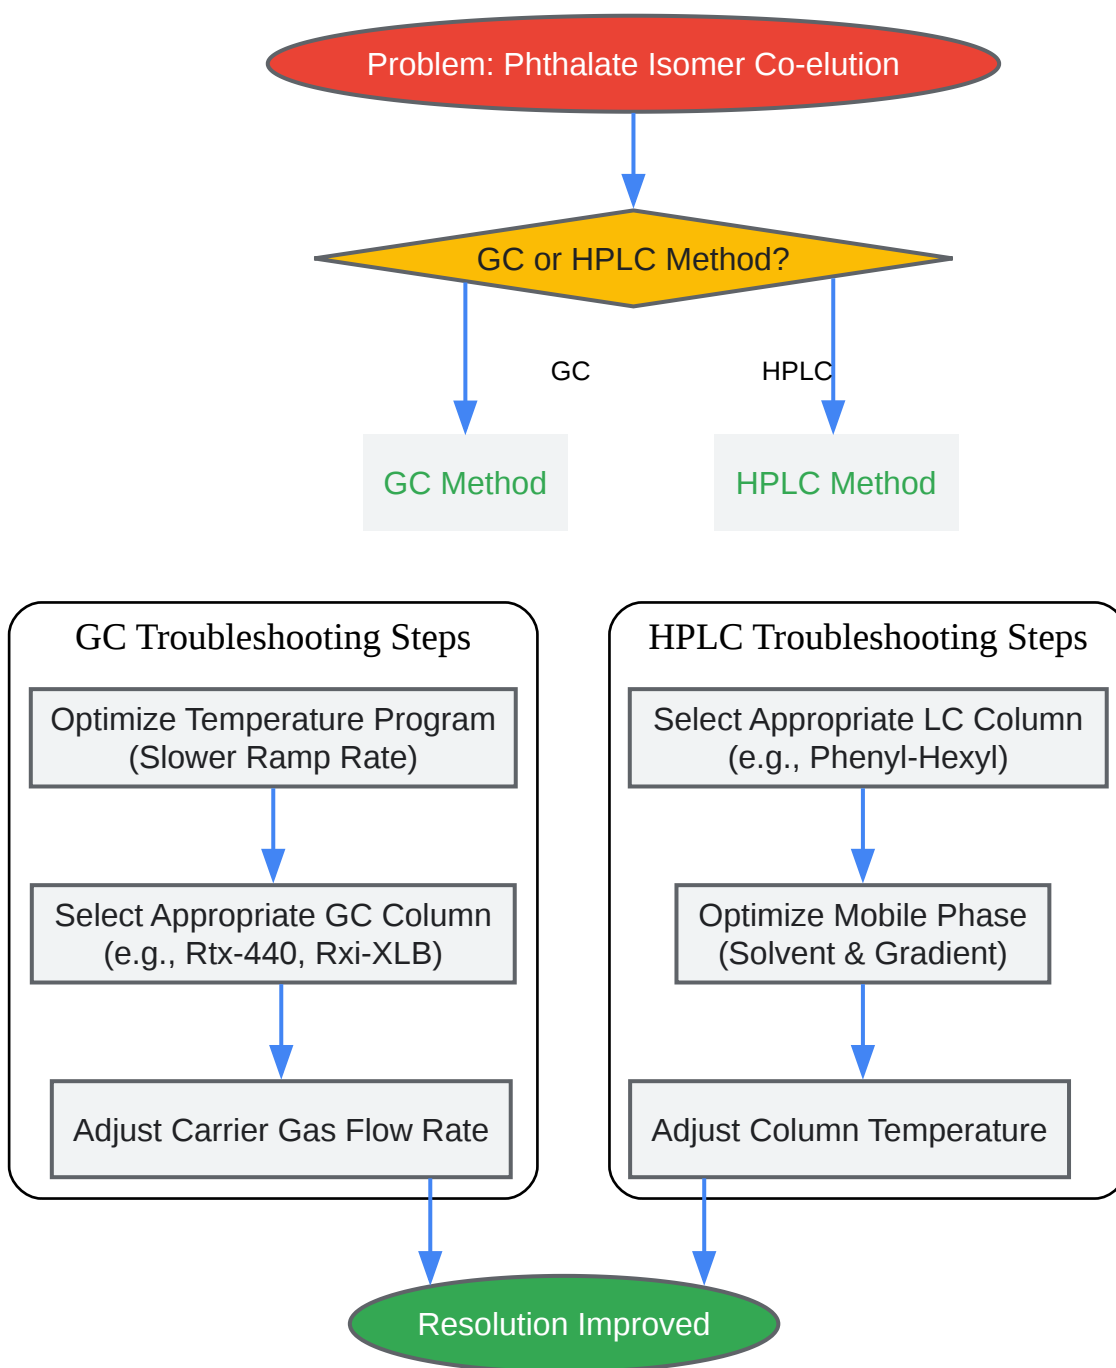 Problem: Phthalate Isomer Co-elution
GC or HPLC Method?
GC
HPLC
GC Method
HPLC Method
GC Troubleshooting Steps
Optimize Temperature Program
(Slower Ramp Rate)
Select Appropriate GC Column
(e.g., Rtx-440, Rxi-XLB)
Adjust Carrier Gas Flow Rate
HPLC Troubleshooting Steps
Select Appropriate LC Column
(e.g., Phenyl-Hexyl)
Optimize Mobile Phase
(Solvent & Gradient)
Adjust Column Temperature
Resolution Improved